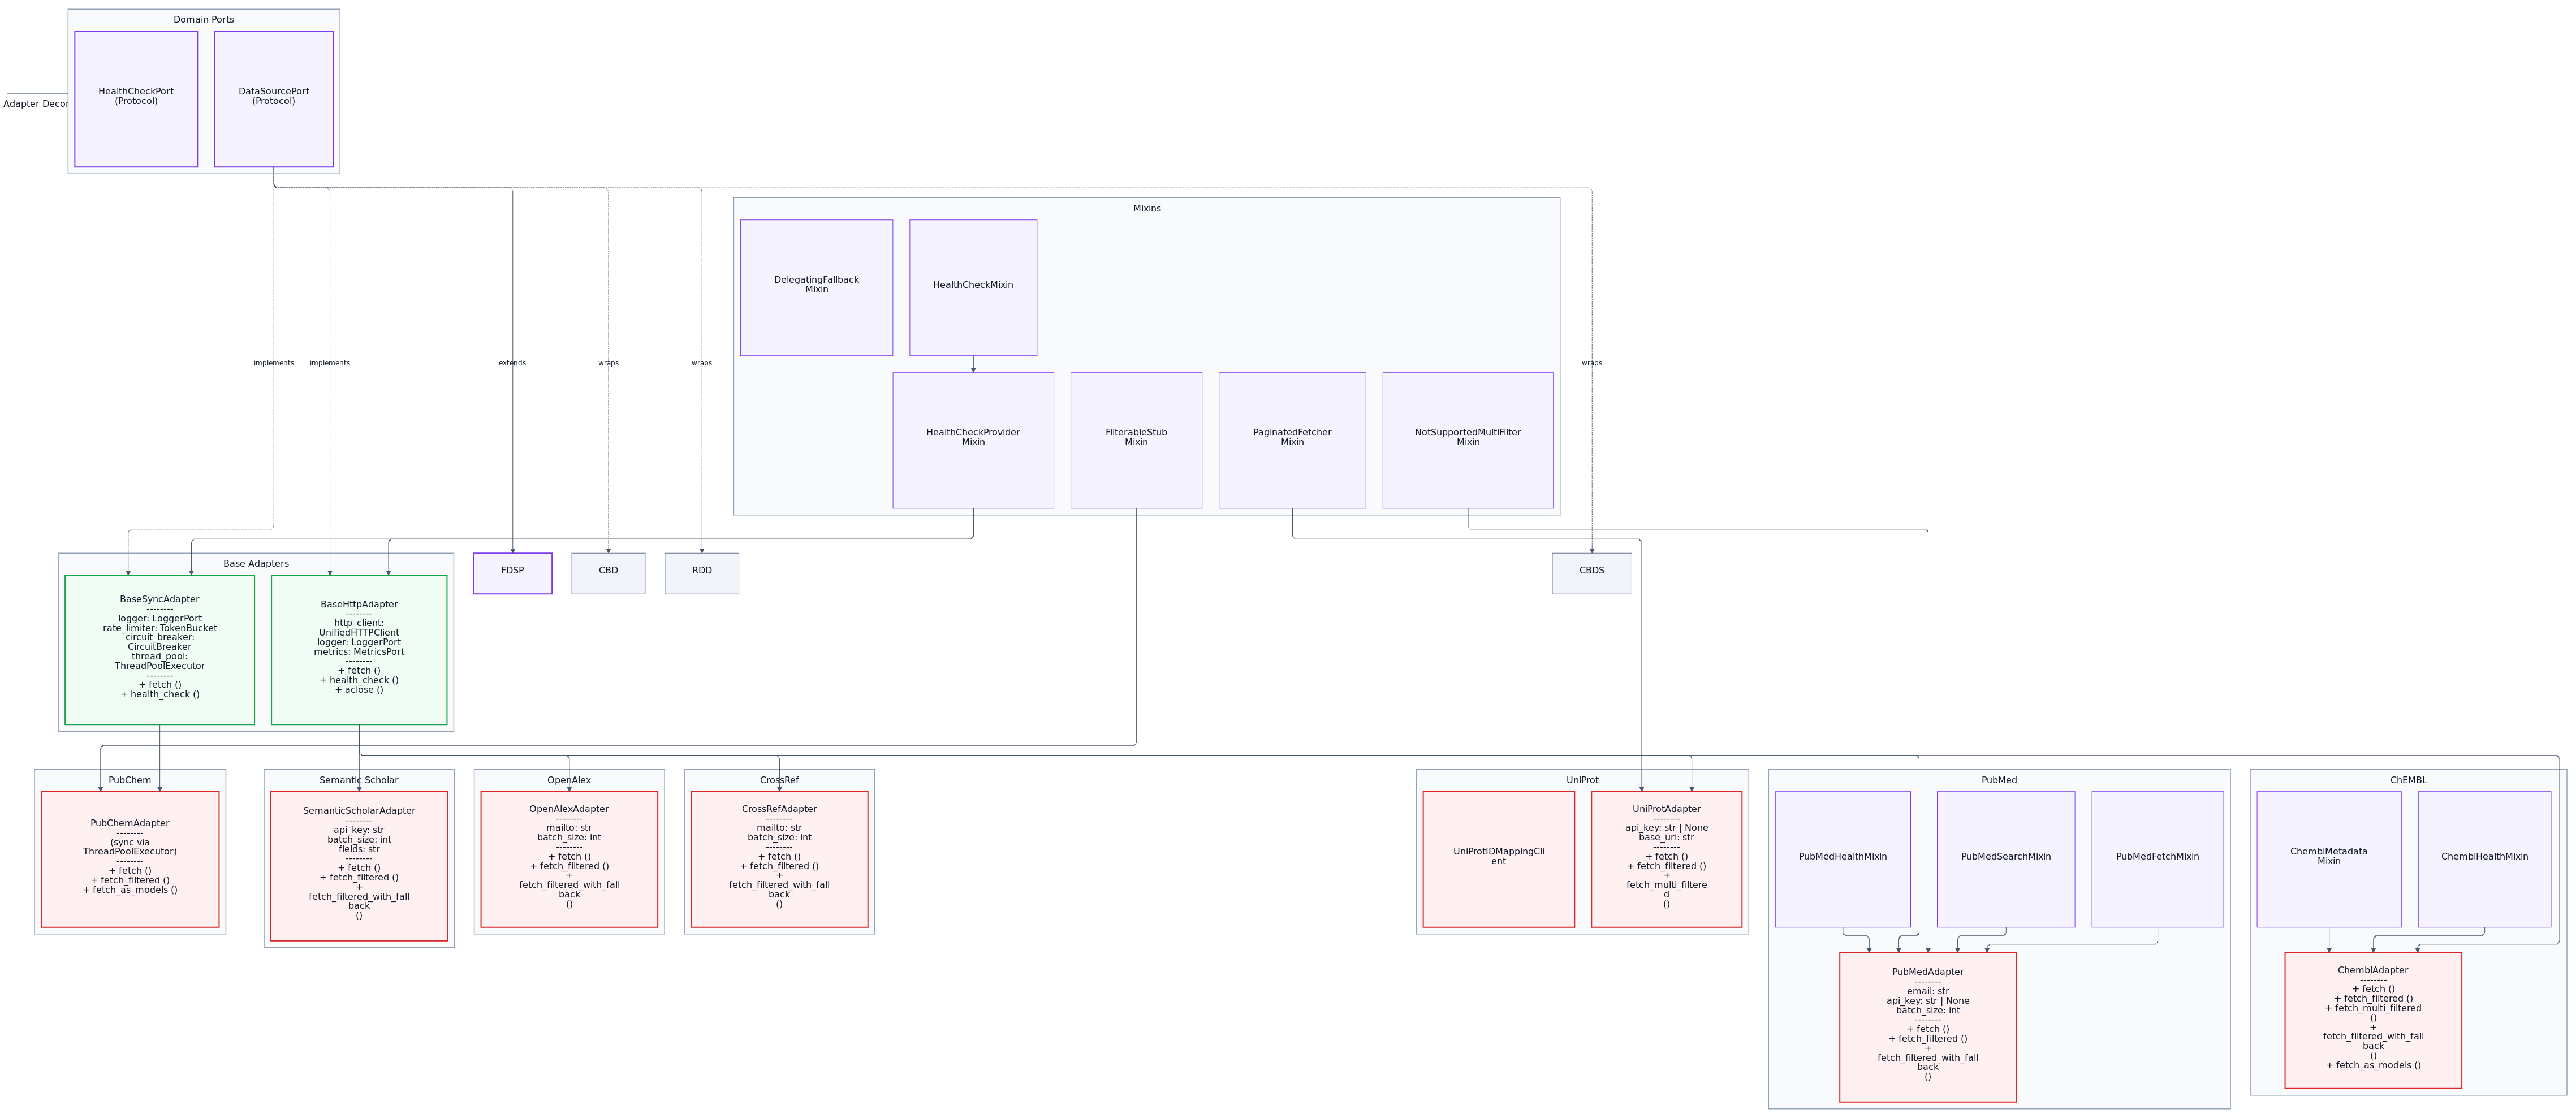 Domain Ports
HealthCheckPort
(Protocol)
DataSourcePort
(Protocol)
Adapter Decor
Mixins
DelegatingFallback
Mixin
HealthCheckMixin
implements
implements
extends
wraps
wraps
wraps
HealthCheckProvider
Mixin
FilterableStub
Mixin
PaginatedFetcher
Mixin
NotSupportedMultiFilter
Mixin
Base Adapters
BaseSyncAdapter
--------
logger: LoggerPort
rate_limiter: TokenBucket
circuit_breaker:
CircuitBreaker
thread_pool:
ThreadPoolExecutor
--------
+ fetch ()
+ health_check ()
BaseHttpAdapter
--------
http_client:
UnifiedHTTPClient
logger: LoggerPort
metrics: MetricsPort
--------
+ fetch ()
+ health_check ()
+ aclose ()
FDSP
CBD
RDD
CBDS
PubChem
PubChemAdapter
--------
(sync via
ThreadPoolExecutor)
--------
+ fetch ()
+ fetch_filtered ()
+ fetch_as_models ()
Semantic Scholar
SemanticScholarAdapter
--------
api_key: str
batch_size: int
fields: str
--------
+ fetch ()
+ fetch_filtered ()
+
fetch_filtered_with_fall
back
()
OpenAlex
OpenAlexAdapter
--------
mailto: str
batch_size: int
--------
+ fetch ()
+ fetch_filtered ()
+
fetch_filtered_with_fall
back
()
CrossRef
CrossRefAdapter
--------
mailto: str
batch_size: int
--------
+ fetch ()
+ fetch_filtered ()
+
fetch_filtered_with_fall
back
()
UniProt
UniProtIDMappingCli
ent
UniProtAdapter
--------
api_key: str | None
base_url: str
--------
+ fetch ()
+ fetch_filtered ()
+
fetch_multi_filtere
d
()
PubMed
PubMedHealthMixin
PubMedSearchMixin
PubMedFetchMixin
PubMedAdapter
--------
email: str
api_key: str | None
batch_size: int
--------
+ fetch ()
+ fetch_filtered ()
+
fetch_filtered_with_fall
back
()
ChEMBL
ChemblMetadata
Mixin
ChemblHealthMixin
ChemblAdapter
--------
+ fetch ()
+ fetch_filtered ()
+ fetch_multi_filtered
()
+
fetch_filtered_with_fall
back
()
+ fetch_as_models ()